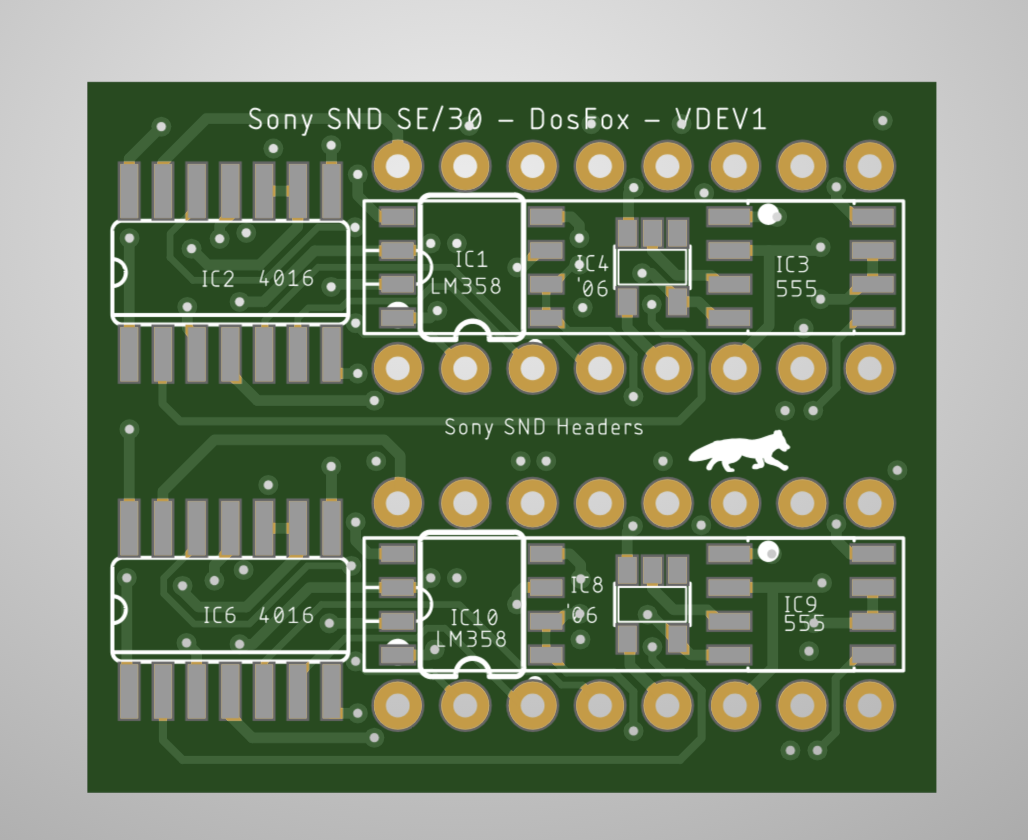 Sony SND SE/30 – DosFox – VDEV1
IC2 4016
IC1
LM358
IC4
'06
IC3
555
Sony SND Headers
IC6 4016
IC10
LM358
IC8
'06
IC9
555